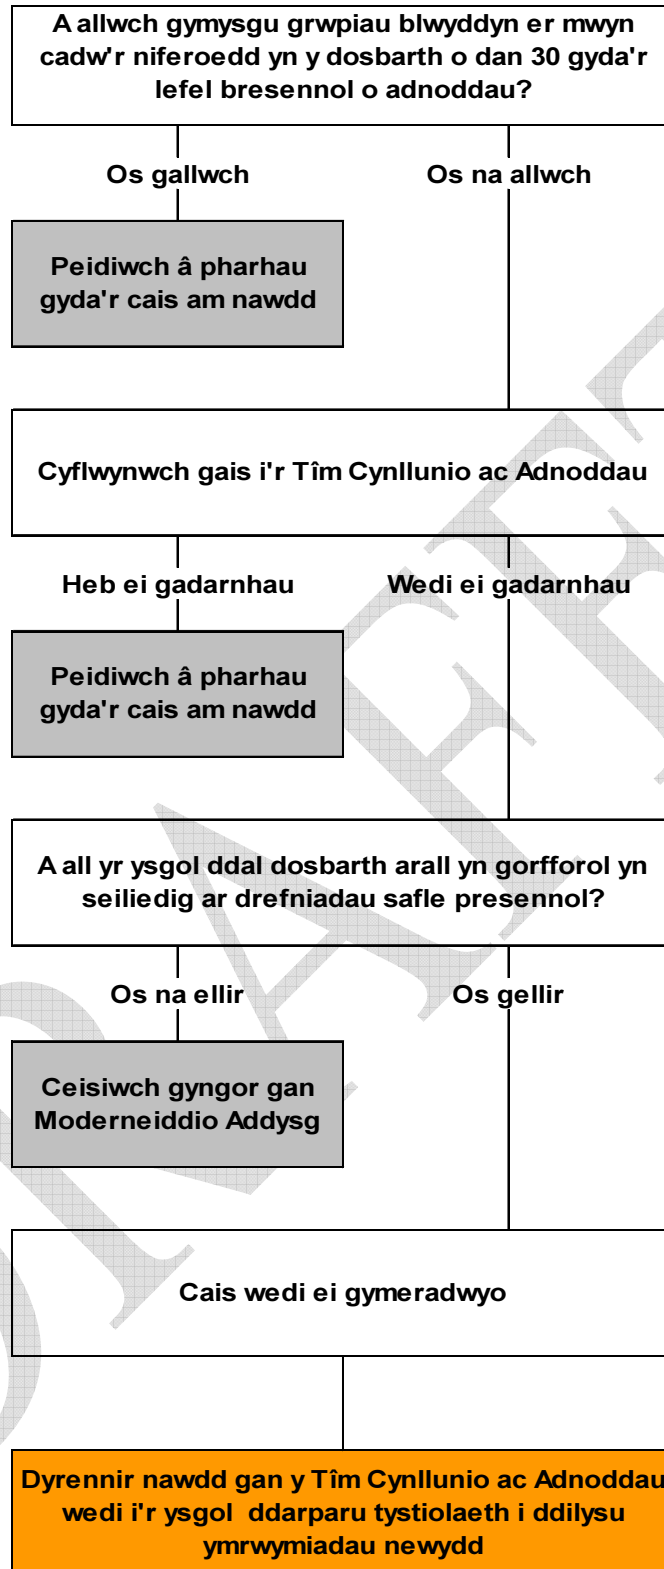 A allwch gymysgu grwpiau blwyddyn er mwyn
cadw'r niferoedd yn y dosbarth o dan 30 gyda'r
lefel bresennol o adnoddau?
Os gallwch
Os na allwch
Peidiwch â pharhau
gyda'r cais am nawdd
Cyflwynwch gais i'r Tîm Cynllunio ac Adnoddau
Heb ei gadarnhau
Wedi ei gadarnhau
Peidiwch â pharhau
gyda'r cais am nawdd
A all yr ysgol ddal dosbarth arall yn gorfforol yn
seiliedig ar drefniadau safle presennol?
Os na ellir
Os gellir
Ceisiwch gyngor gan
Moderneiddio Addysg
Cais wedi ei gymeradwyo
Dyrennir nawdd gan y Tîm Cynllunio ac Adnoddau
wedi i'r ysgol ddarparu tystiolaeth i ddilysu
ymrwymiadau newydd